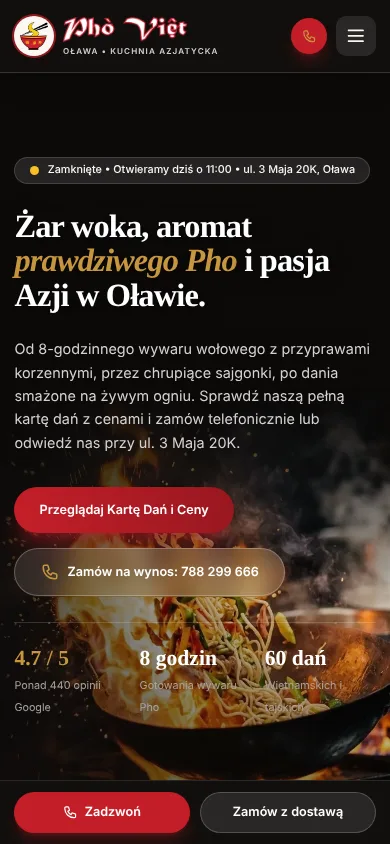 Phở Việt
OŁAWA • KUCHNIA AZJATYCKA
Zamknięte • Otwieramy dziś o 11:00 • ul. 3 Maja 20K, Oława
Żar woka, aromat
prawdziwego Pho i pasja
Azji w Oławie.
Od 8-godzinnego wywaru wołowego z przyprawami
korzennymi, przez chrupiące sajgonki, po dania
smażone na żywym ogniu. Sprawdź naszą pełną
kartę dań z cenami i zamów telefonicznie lub
odwiedź nas przy ul. 3 Maja 20K.
Przeglądaj Kartę Dań i Ceny
Zamów na wynos: 788 299 666
4.7 / 5 8 godzin 60 dań
Ponad 440 opinii Gotowania wywaru Wietnamskich i
Google Pho tajskich
Zadzwoń Zamów z dostawą